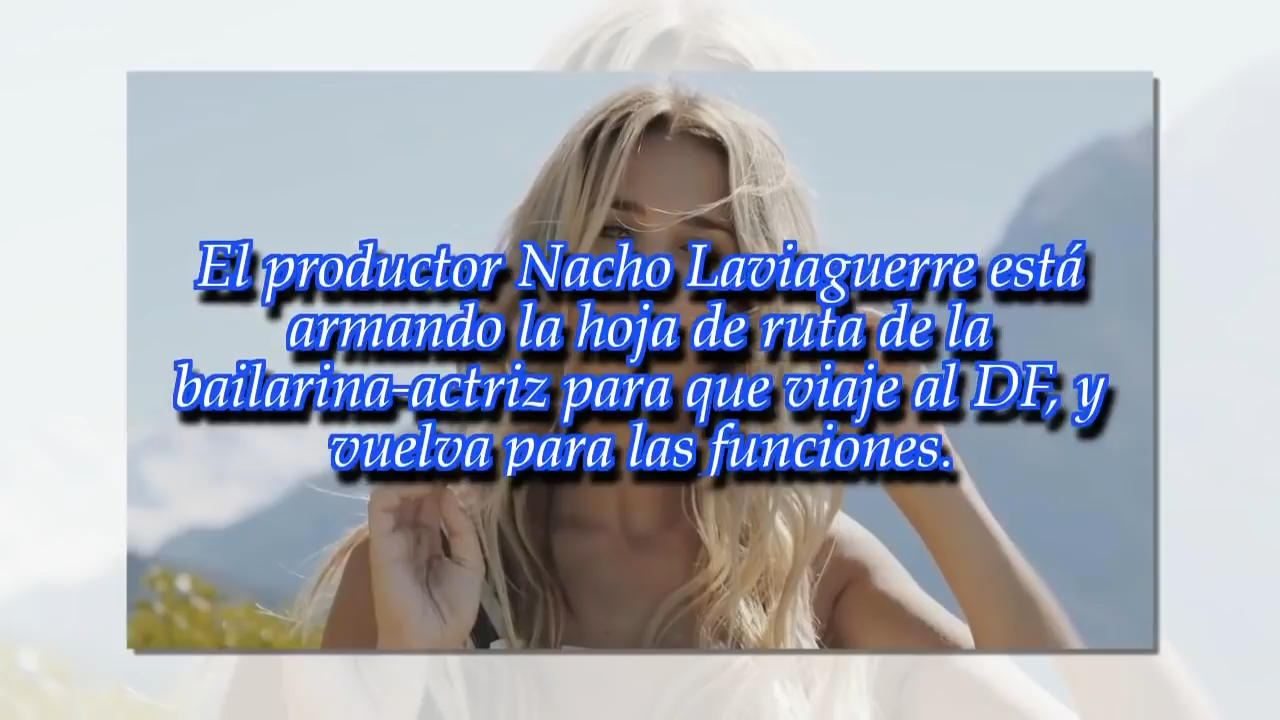 El productor Nacho Laviaguerre está
armando la hoja de ruta de la
bailarina-actriz para que viaje al DF, y
vuelva para las funciones.